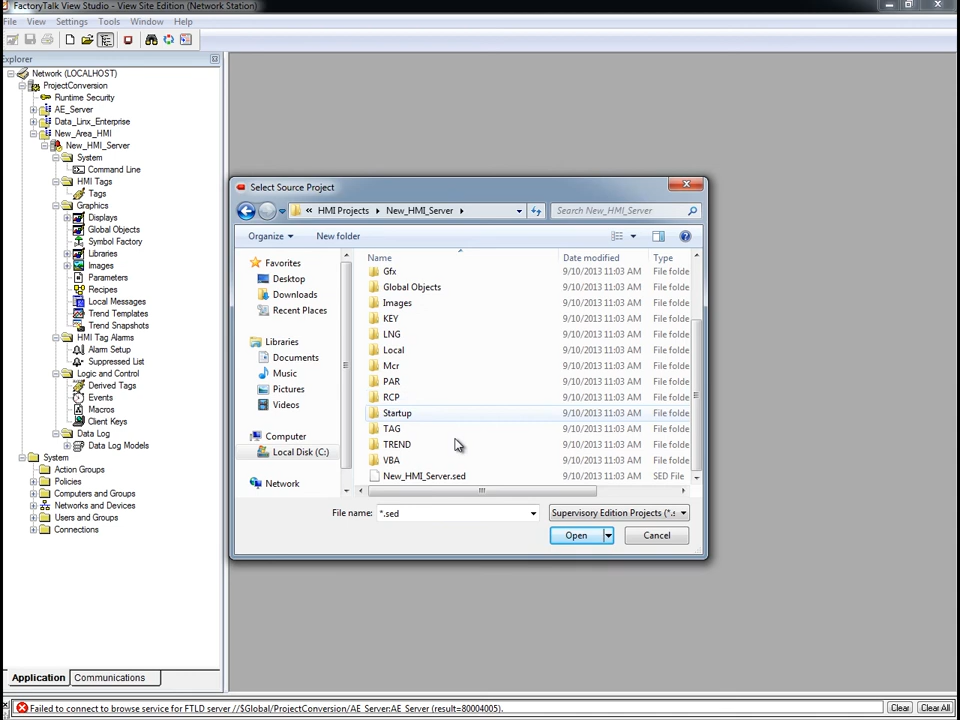 FactoryTalk View Studio - View Site Edition (Network Station)
File View Settings Tools Window Help
Explorer
Network (LOCALHOST)
ProjectConversion
Runtime Security
AE_Server
Data_Linx_Enterprise
New_Area_HMI
New_HMI_Server
System
Command Line
HMI Tags
Tags
Graphics
Displays
Global Objects
Symbol Factory
Libraries
Images
Parameters
Recipes
Local Messages
Trend Templates
Trend Snapshots
HMI Tag Alarms
Alarm Setup
Suppressed List
Logic and Control
Derived Tags
Events
Macros
Client Keys
Data Log
Data Log Models
System
Action Groups
Policies
Computers and Groups
Networks and Devices
Users and Groups
Connections
Application Communications
Select Source Project
« HMI Projects New_HMI_Server Search New_HMI_Server
Organize New folder
Favorites
Desktop
Downloads
Recent Places
Libraries
Documents
Music
Pictures
Videos
Computer
Local Disk (C:)
Network
Name Date modified Type
Gfx 9/10/2013 11:03 AM File folde
Global Objects 9/10/2013 11:03 AM File folde
Images 9/10/2013 11:03 AM File folde
KEY 9/10/2013 11:03 AM File folde
LNG 9/10/2013 11:03 AM File folde
Local 9/10/2013 11:03 AM File folde
Mcr 9/10/2013 11:03 AM File folde
PAR 9/10/2013 11:03 AM File folde
RCP 9/10/2013 11:03 AM File folde
Startup 9/10/2013 11:03 AM File folde
TAG 9/10/2013 11:03 AM File folde
TREND 9/10/2013 11:03 AM File folde
VBA 9/10/2013 11:03 AM File folde
New_HMI_Server.sed 9/10/2013 11:03 AM SED File
File name: *.sed Supervisory Edition Projects (*.s
Open Cancel
Failed to connect to browse service for FTLD server //$Global/ProjectConversion/AE_Server:AE_Server (result=80004005). Clear Clear All